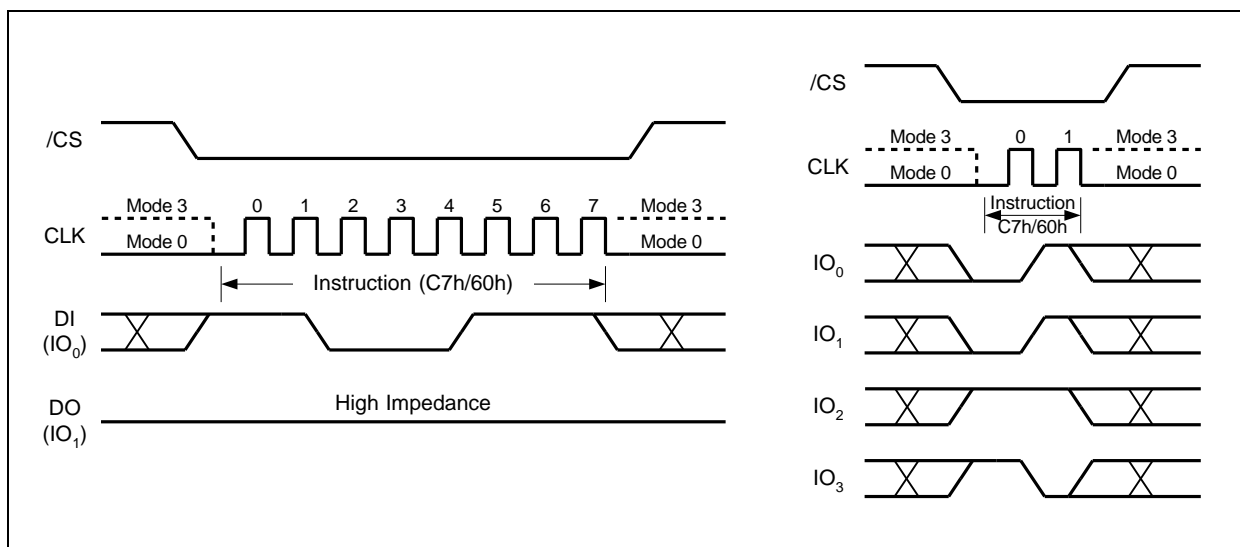 /CS
Mode 3
0 1 2 3 4 5 6 7
Mode 3
CLK
Mode 0
Mode 0
Instruction (C7h/60h)
DI
(IO0)
High Impedance
DO
(IO1)
/CS
Mode 3
0 1
Mode 3
CLK
Mode 0
Mode 0
Instruction
C7h/60h
IO0
IO1
IO2
IO3